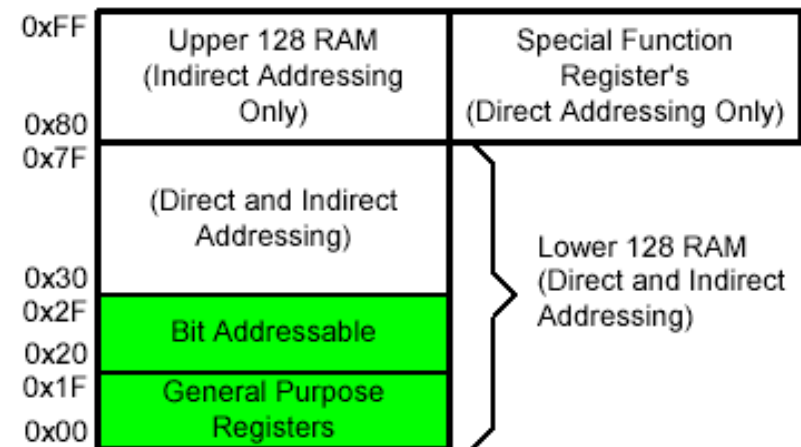 0xFF
Upper 128 RAM
(Indirect Addressing
Only)
Special Function
Register's
(Direct Addressing Only)
0x80
0x7F
(Direct and Indirect
Addressing)
Lower 128 RAM
(Direct and Indirect
Addressing)
0x30
0x2F
Bit Addressable
0x20
0x1F
General Purpose
Registers
0x00